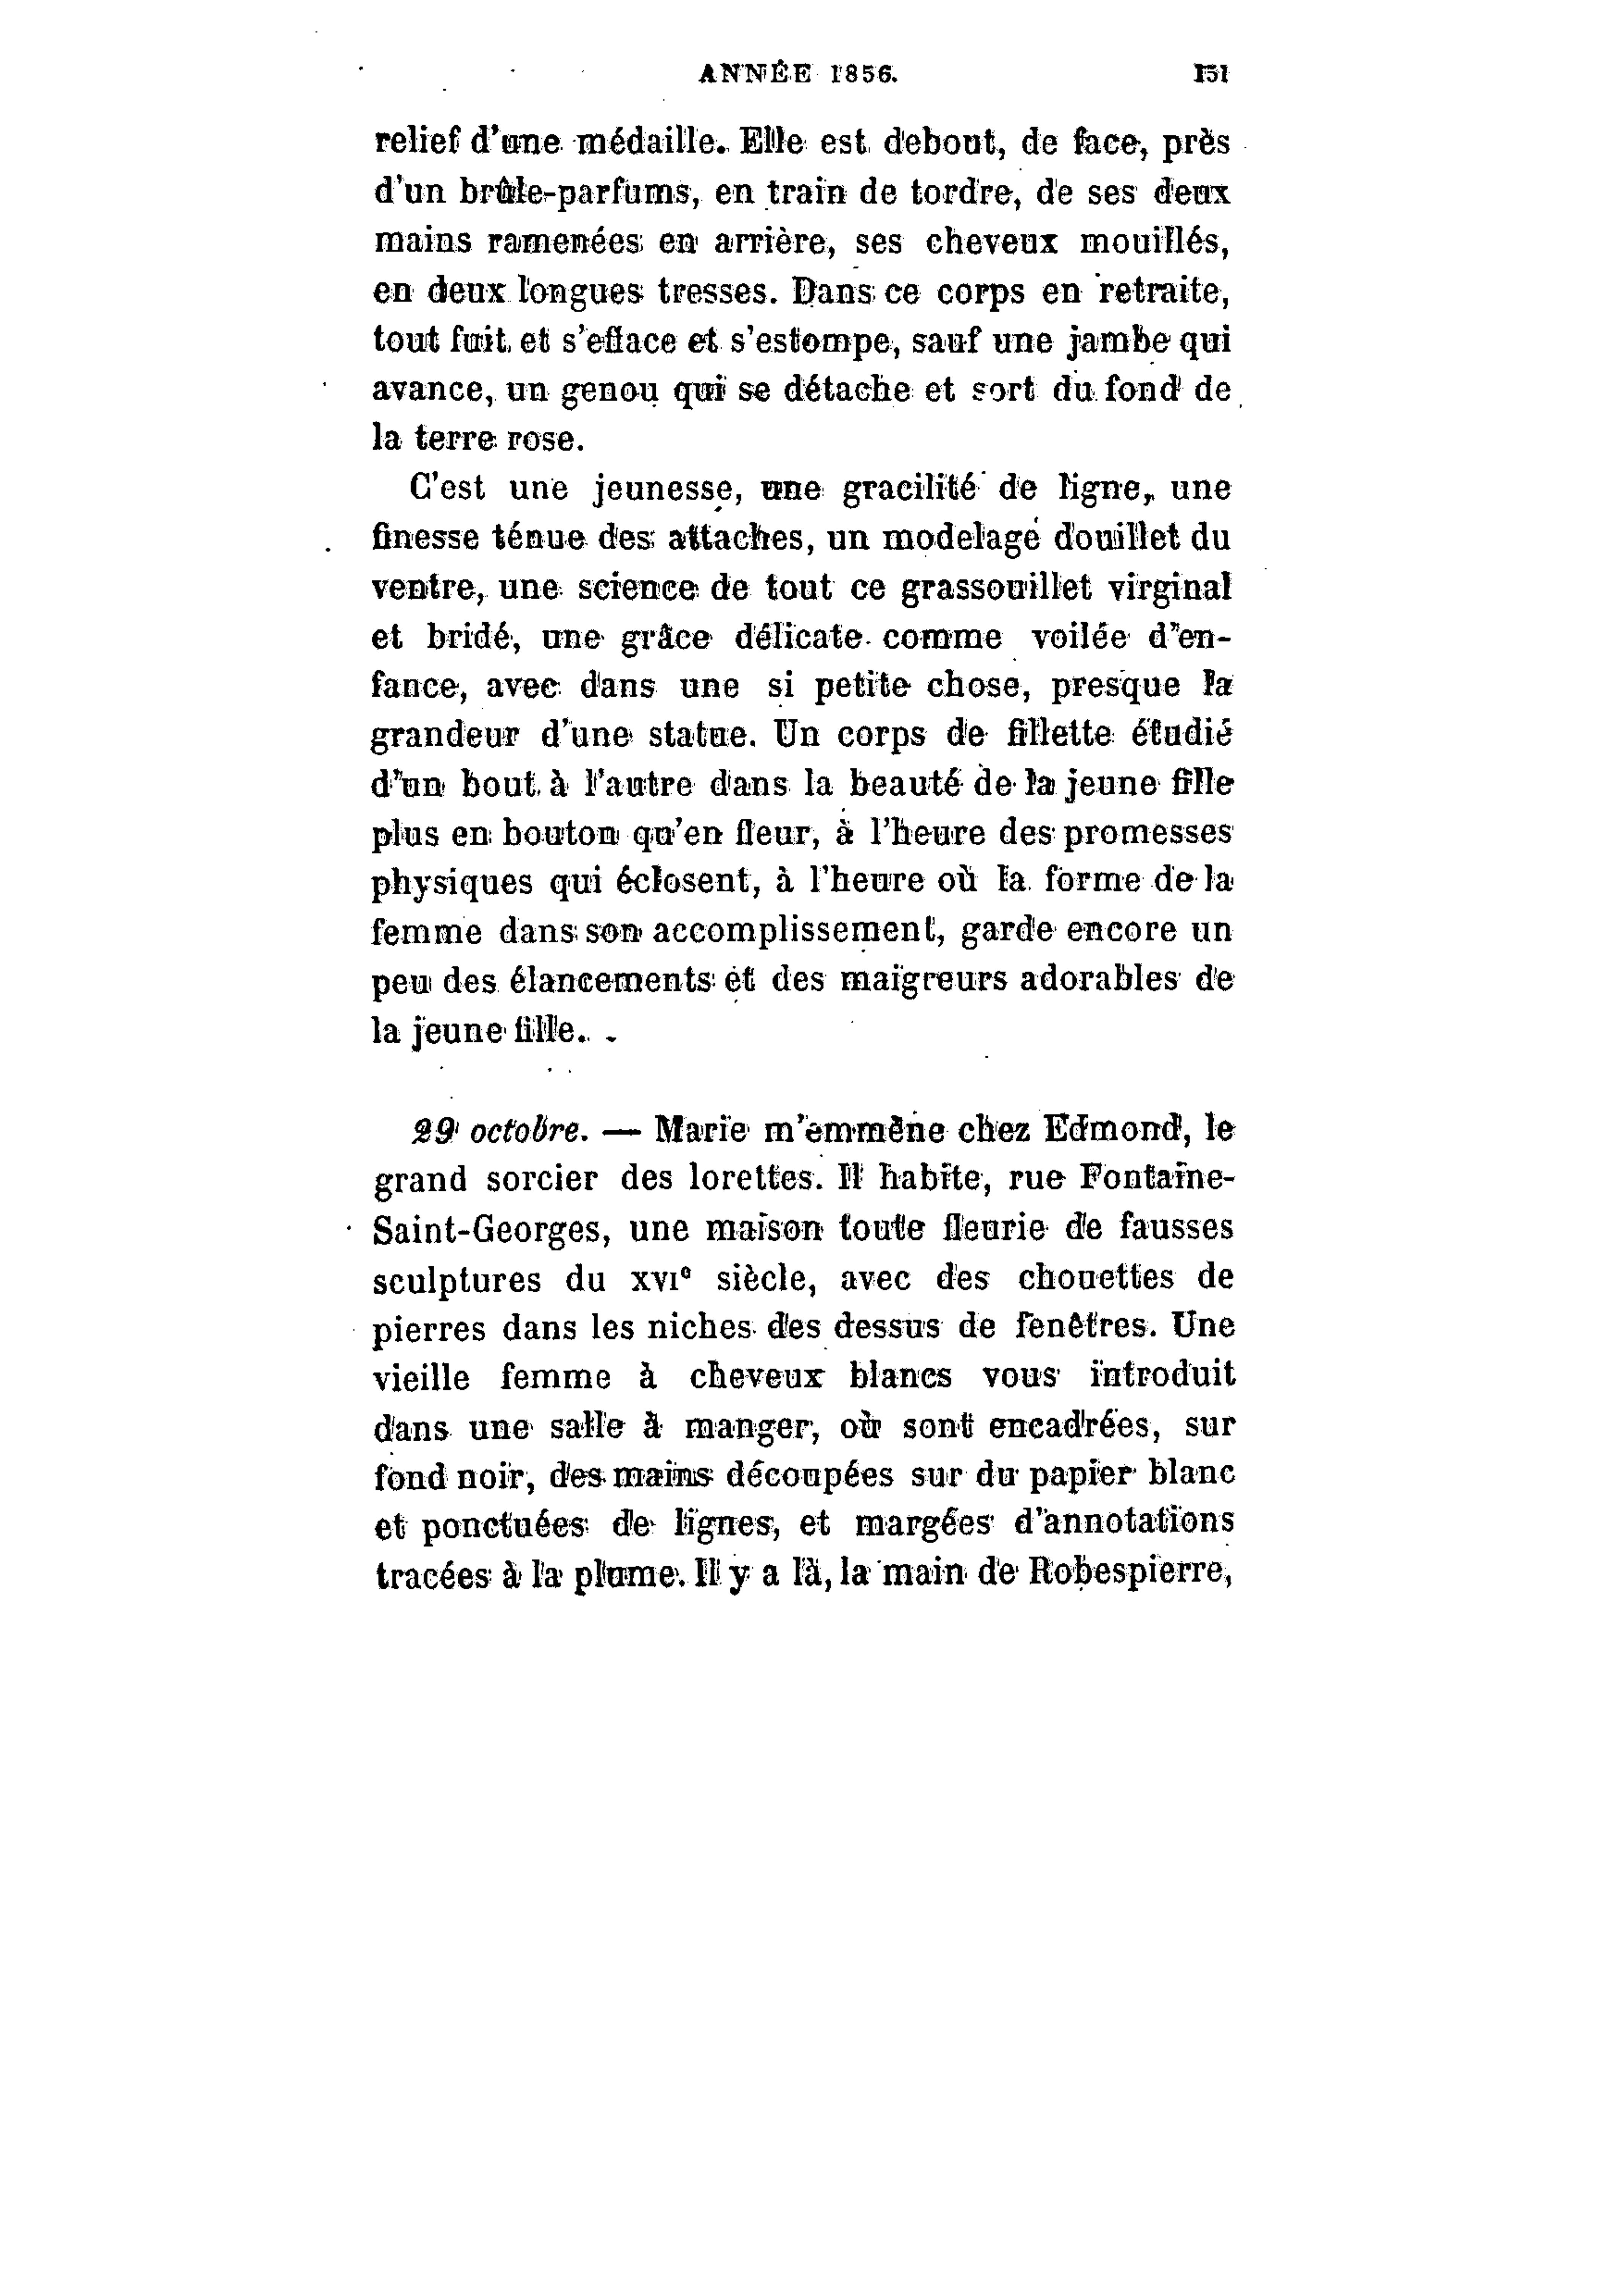 ANNÉE 1856. 151
relief d'une médaille. Elle est debout, de face, près
d'un brûle-parfums, en train de tordre, de ses deux
mains ramenées en arrière, ses cheveux mouillés,
en deux longues tresses. Dans ce corps en retraite,
tout fuit et s'efface et s'estompe, sauf une jambe qui
avance, un genou qui se détache et sort du fond de
la terre rose.
C'est une jeunesse, une gracilité de ligne, une
finesse ténue des attaches, un modelage douillet du
ventre, une science de tout ce grassouillet virginal
et bridé, une grâce délicate comme voilée d'en-
fance, avec dans une si petite chose, presque la
grandeur d'une statue. Un corps de fillette étudié
d'un bout à l'autre dans la beauté de la jeune fille
plus en bouton qu'en fleur, à l'heure des promesses
physiques qui éclosent, à l'heure où la forme de la
femme dans son accomplissement, garde encore un
peu des élancements et des maigreurs adorables de
la jeune fille.
29 octobre. — Marie m'emmène chez Edmond, le
grand sorcier des lorettes. Il habite, rue Fontaine-
Saint-Georges, une maison toute fleurie de fausses
sculptures du XVIe siècle, avec des chouettes de
pierres dans les niches des dessus de fenêtres. Une
vieille femme à cheveux blancs vous introduit
dans une salle à manger, où sont encadrées, sur
fond noir, des mains découpées sur du papier blanc
et ponctuées de lignes, et margées d'annotations
tracées à la plume. Il y a là, la main de Robespierre,